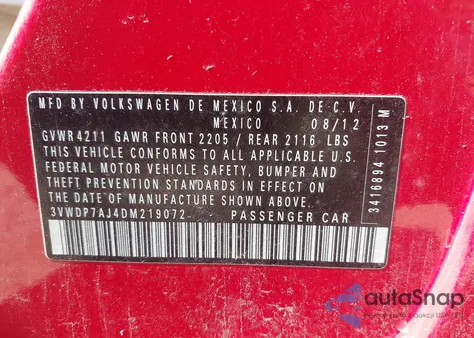 MFD BY VOLKSWAGEN DE MEXICO S.A. DE C.V.
MEXICO 08/12
GVWR 4211 GAWR FRONT 2205 / REAR 2116 LBS
THIS VEHICLE CONFORMS TO ALL APPLICABLE U.S.
FEDERAL MOTOR VEHICLE SAFETY, BUMPER AND
THEFT PREVENTION STANDARDS IN EFFECT ON
THE DATE OF MANUFACTURE SHOWN ABOVE.
3VWDP7AJ4DM219072 PASSENGER CAR
3416894 1013 M
autoSnap